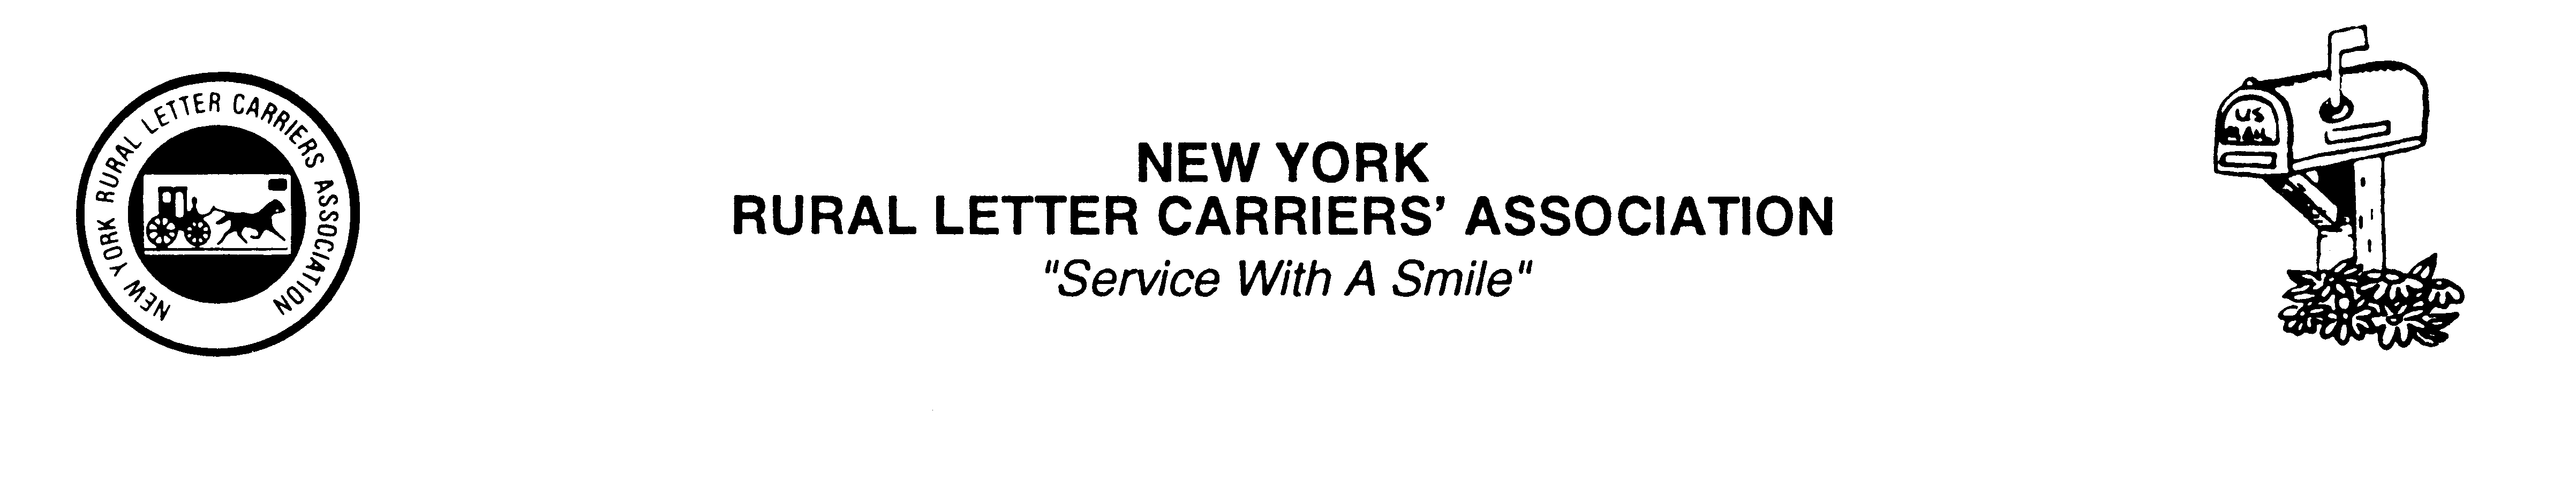 NEW YORK RURAL LETTER CARRIERS ASSOCIATION
NEW YORK
RURAL LETTER CARRIERS' ASSOCIATION
"Service With A Smile"
US
MAIL